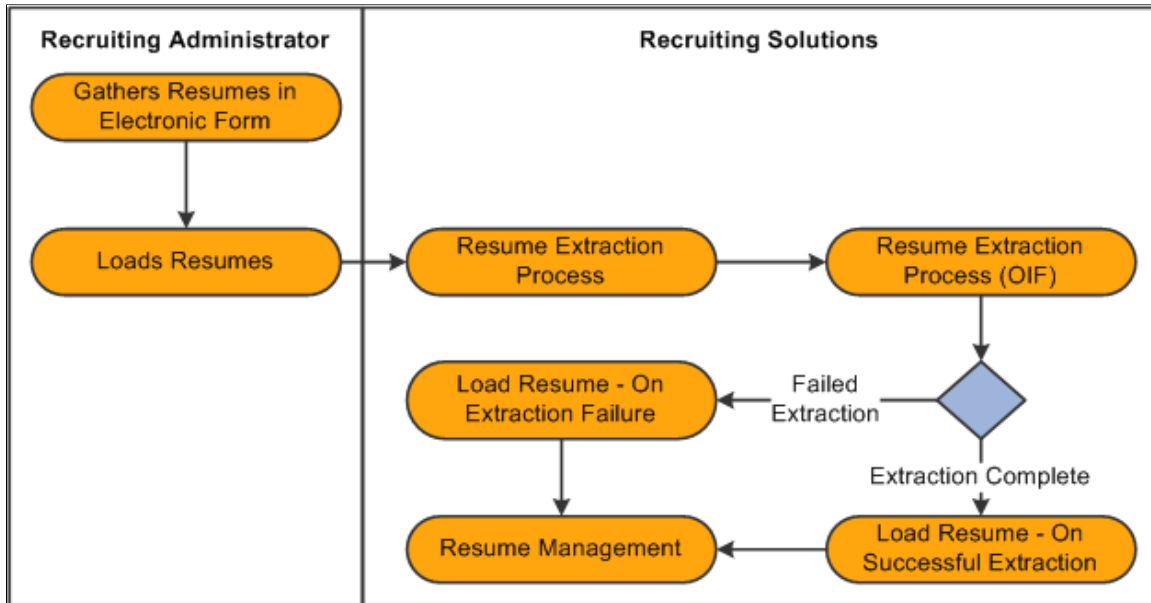 Recruiting Administrator
Recruiting Solutions
Gathers Resumes in
Electronic Form
Loads Resumes
Resume Extraction
Process
Resume Extraction
Process (OIF)
Load Resume - On
Extraction Failure
Failed
Extraction
Extraction Complete
Resume Management
Load Resume - On
Successful Extraction